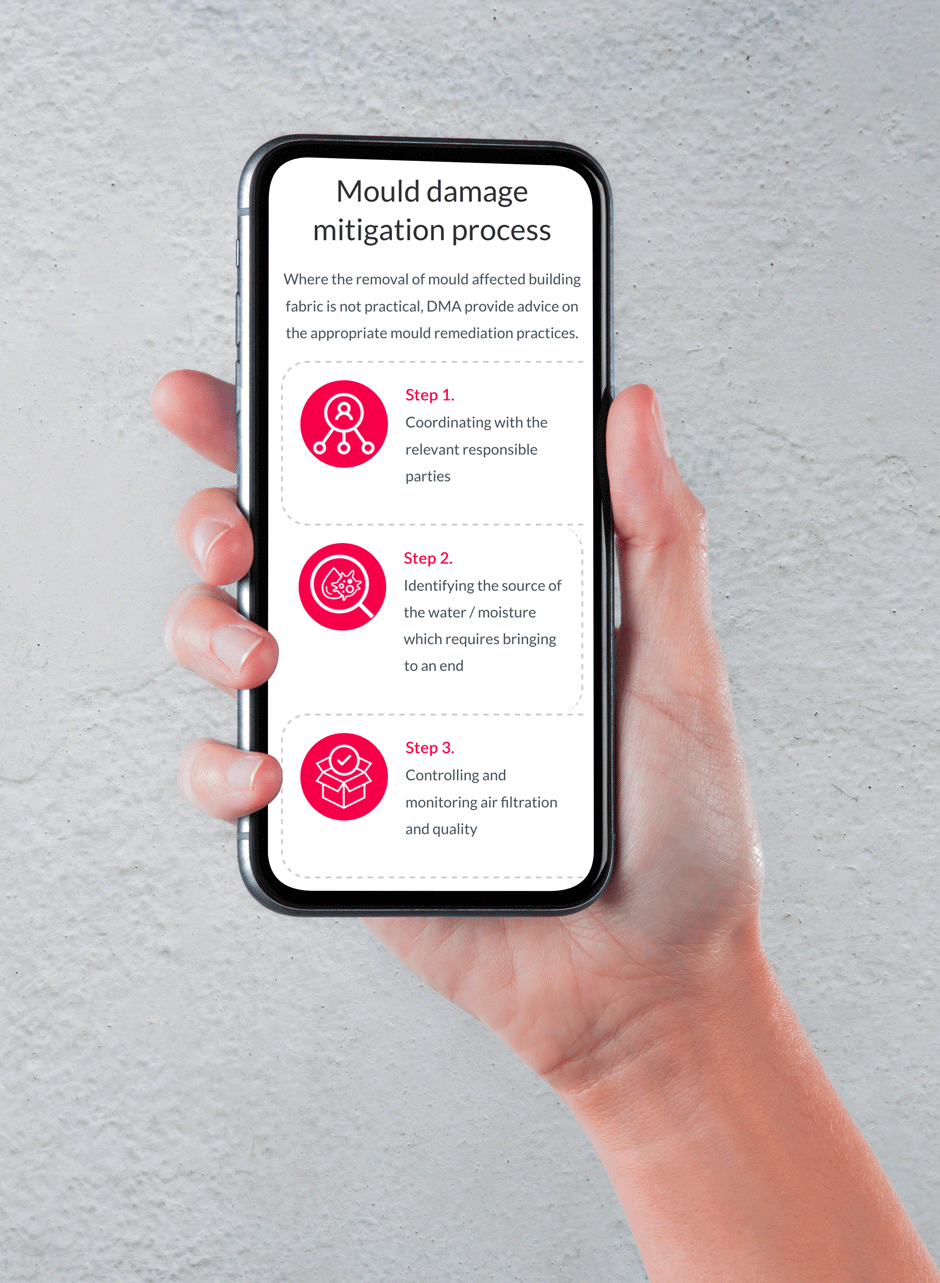 Mould damage
mitigation process
Where the removal of mould affected building
fabric is not practical, DMA provide advice on
the appropriate mould remediation practices.
Step 1.
Coordinating with the
relevant responsible
parties
Step 2.
Identifying the source of
the water / moisture
which requires bringing
to an end
Step 3.
Controlling and
monitoring air filtration
and quality